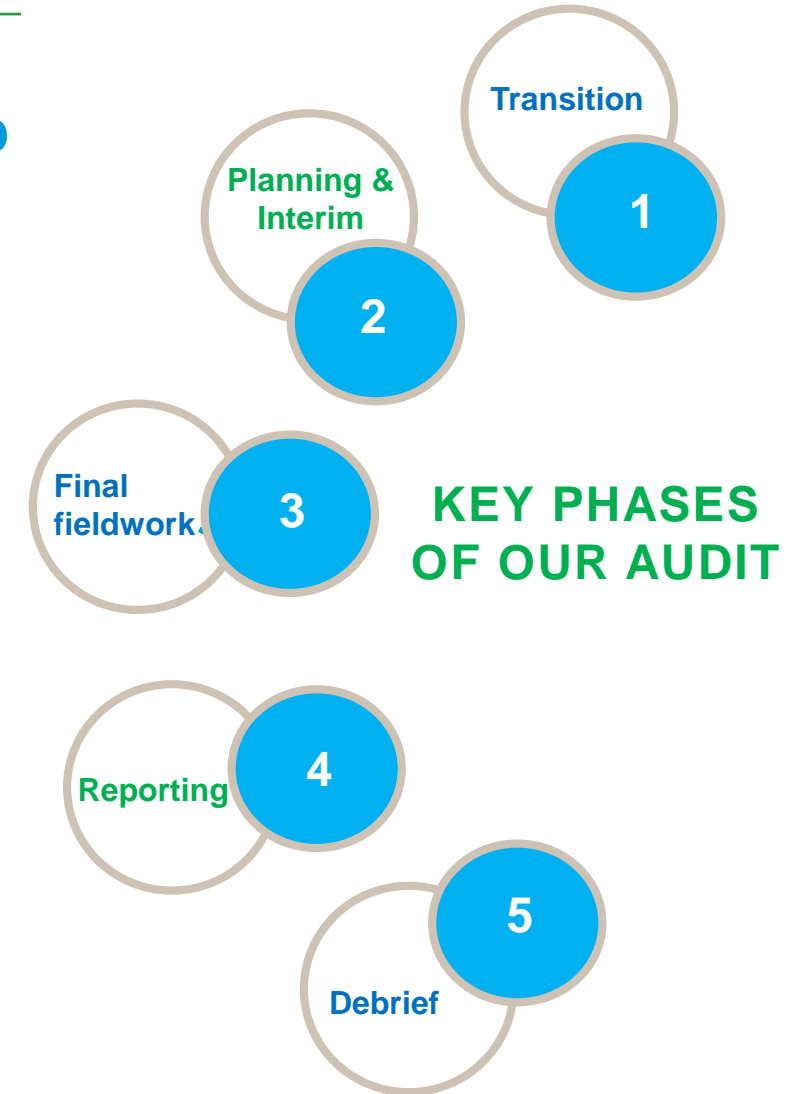 Transition
1
Planning &
Interim
2
Final
fieldwork
3
KEY PHASES
OF OUR AUDIT
Reporting
4
5
Debrief